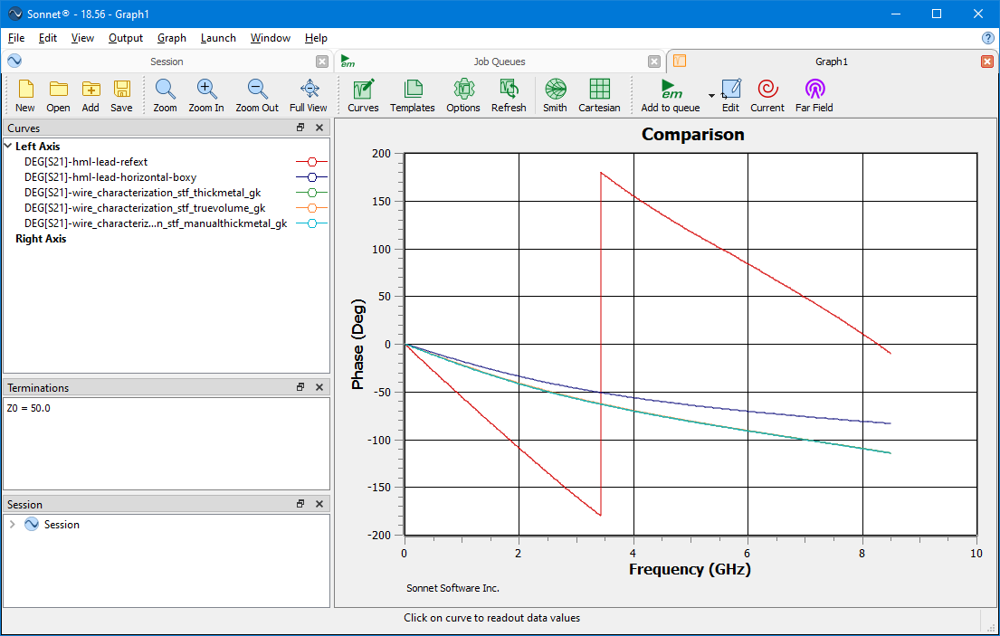 Sonnet® - 18.56 - Graph1
File Edit View Output Graph Launch Window Help
?
Session
em
Job Queues
Graph1
New Open Add Save Zoom Zoom In Zoom Out Full View Curves Templates Options Refresh Smith Cartesian em Add to queue Edit Current Far Field
Curves
Left Axis
DEG[S21]-hml-lead-refext
DEG[S21]-hml-lead-horizontal-boxy
DEG[S21]-wire_characterization_stf_thickmetal_gk
DEG[S21]-wire_characterization_stf_truevolume_gk
DEG[S21]-wire_characteriz...n_stf_manualthickmetal_gk
Right Axis
Terminations
Z0 = 50.0
Session
Session
Comparison
Phase (Deg)
200
150
100
50
0
-50
-100
-150
-200
0 2 4 6 8 10
Frequency (GHz)
Sonnet Software Inc.
Click on curve to readout data values